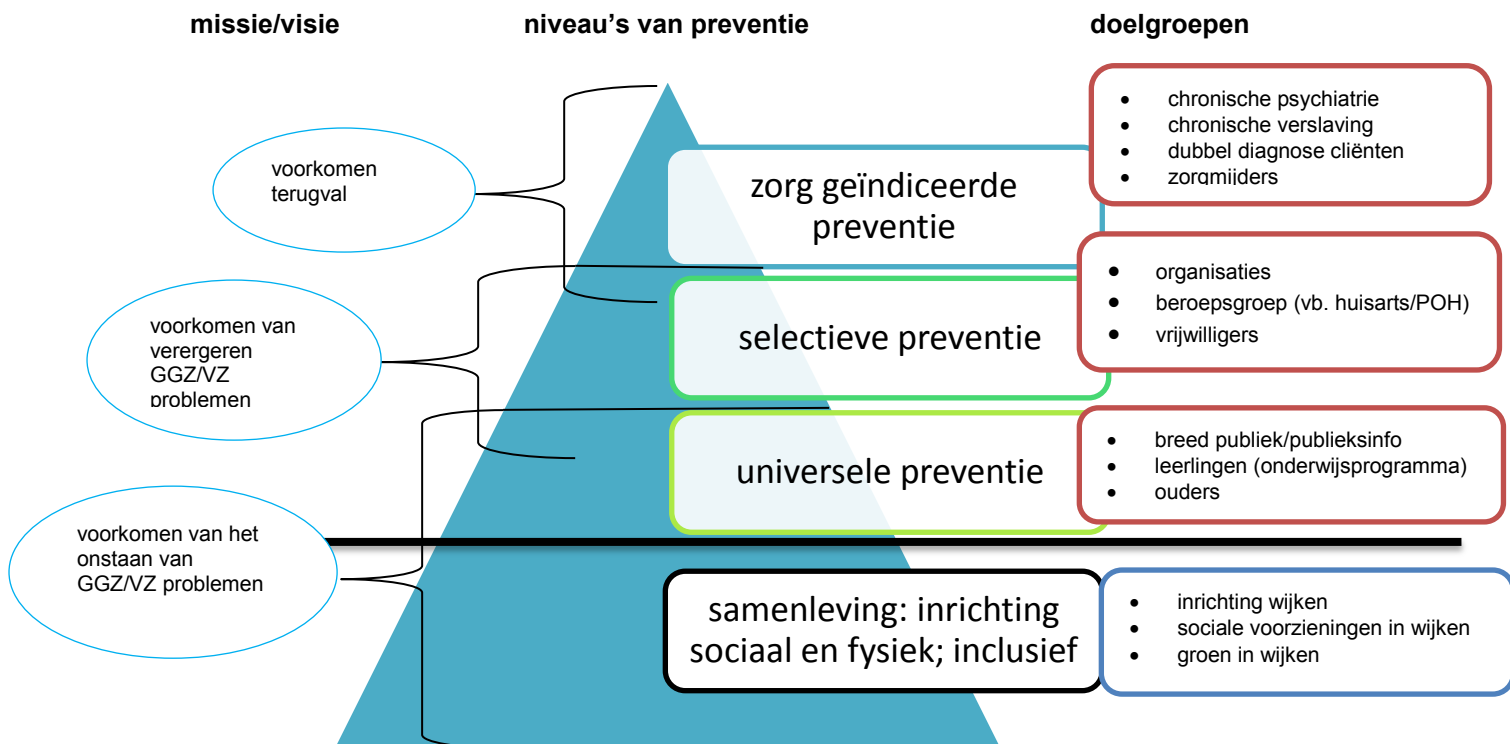 missie/visie
niveau's van preventie
doelgroepen
voorkomen
terugval
zorg geïndiceerde
preventie
• chronische psychiatrie
• chronische verslaving
• dubbel diagnose cliënten
• zorgmijders
voorkomen van
verergeren
GGZ/VZ
problemen
selectieve preventie
• organisaties
• beroepsgroep (vb. huisarts/POH)
• vrijwilligers
universele preventie
• breed publiek/publieksinfo
• leerlingen (onderwijsprogramma)
• ouders
voorkomen van het
onstaan van
GGZ/VZ problemen
samenleving: inrichting
sociaal en fysiek; inclusief
• inrichting wijken
• sociale voorzieningen in wijken
• groen in wijken